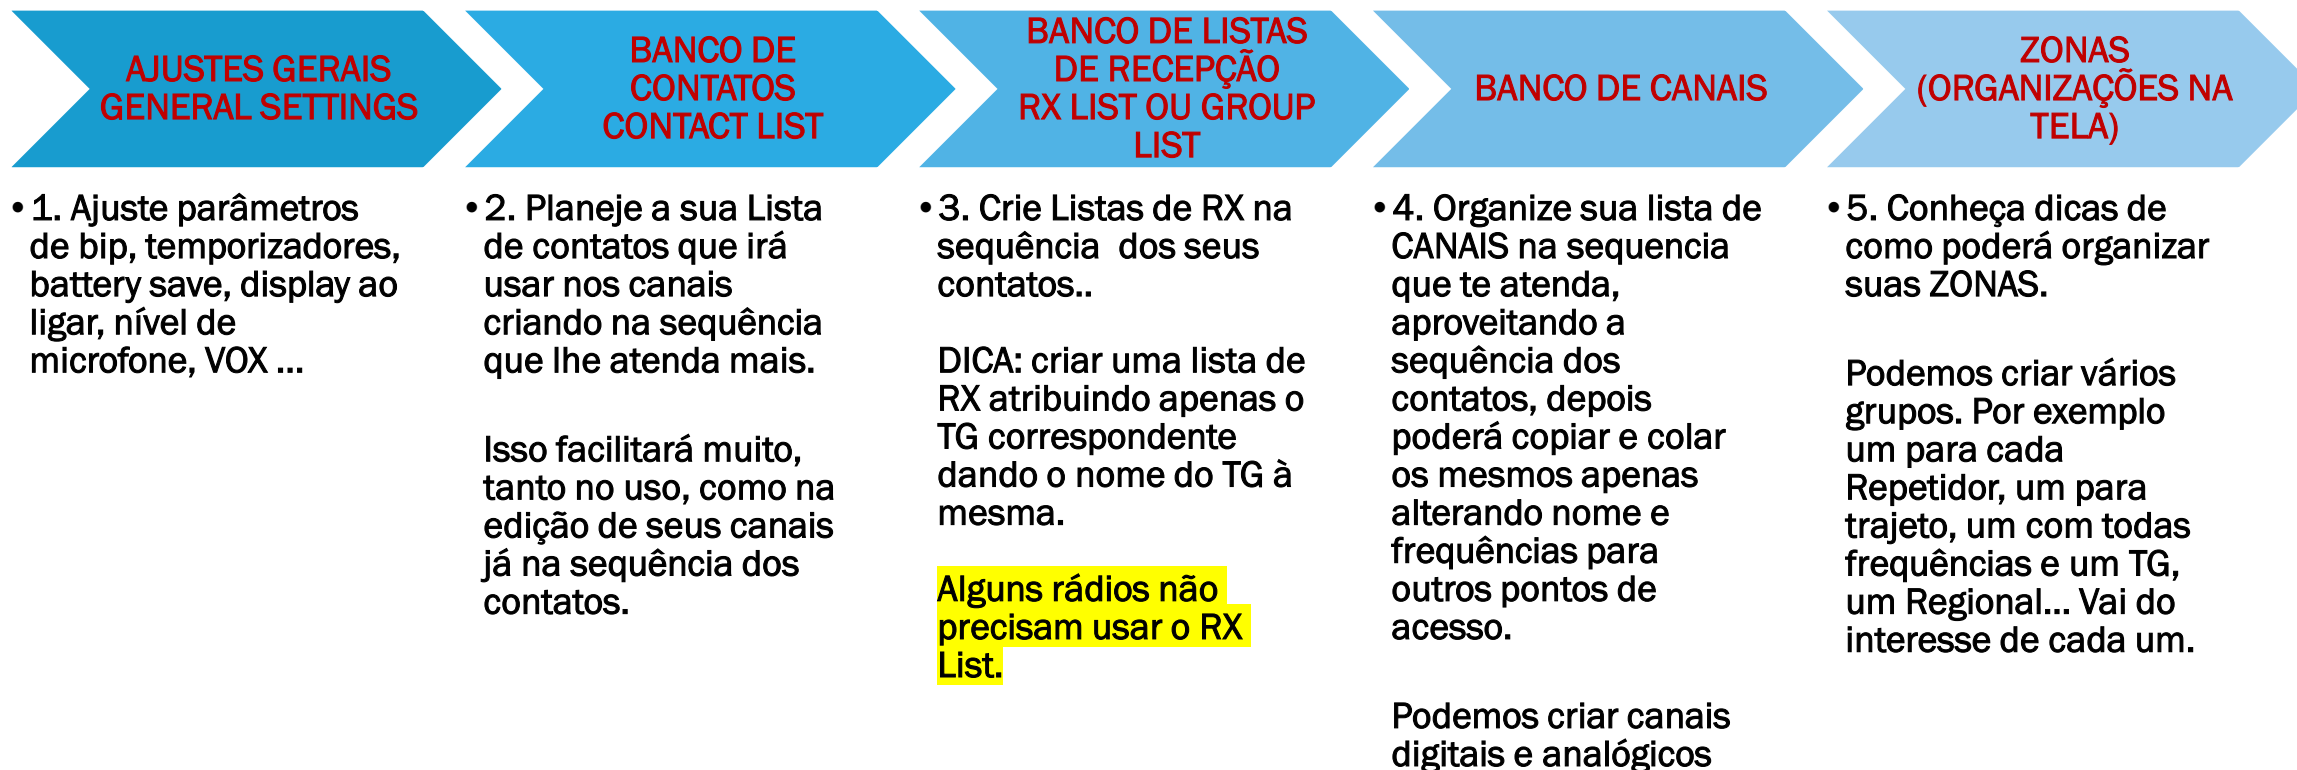 AJUSTES GERAIS
GENERAL SETTINGS
• 1. Ajuste parâmetros
de bip, temporizadores,
battery save, display ao
ligar, nível de
microfone, VOX ...
BANCO DE
CONTATOS
CONTACT LIST
• 2. Planeje a sua Lista
de contatos que irá
usar nos canais
criando na sequência
que lhe atenda mais.
Isso facilitará muito,
tanto no uso, como na
edição de seus canais
já na sequência dos
contatos.
BANCO DE LISTAS
DE RECEPÇÃO
RX LIST OU GROUP
LIST
• 3. Crie Listas de RX na
sequência  dos seus
contatos..
DICA: criar uma lista de
RX atribuindo apenas o
TG correspondente
dando o nome do TG à
mesma.
Alguns rádios não
precisam usar o RX
List.
BANCO DE CANAIS
• 4. Organize sua lista de
CANAIS na sequencia
que te atenda,
aproveitando a
sequência dos
contatos, depois
poderá copiar e colar
os mesmos apenas
alterando nome e
frequências para
outros pontos de
acesso.
Podemos criar canais
digitais e analógicos
ZONAS
(ORGANIZAÇÕES NA
TELA)
• 5. Conheça dicas de
como poderá organizar
suas ZONAS.
Podemos criar vários
grupos. Por exemplo
um para cada
Repetidor, um para
trajeto, um com todas
frequências e um TG,
um Regional... Vai do
interesse de cada um.